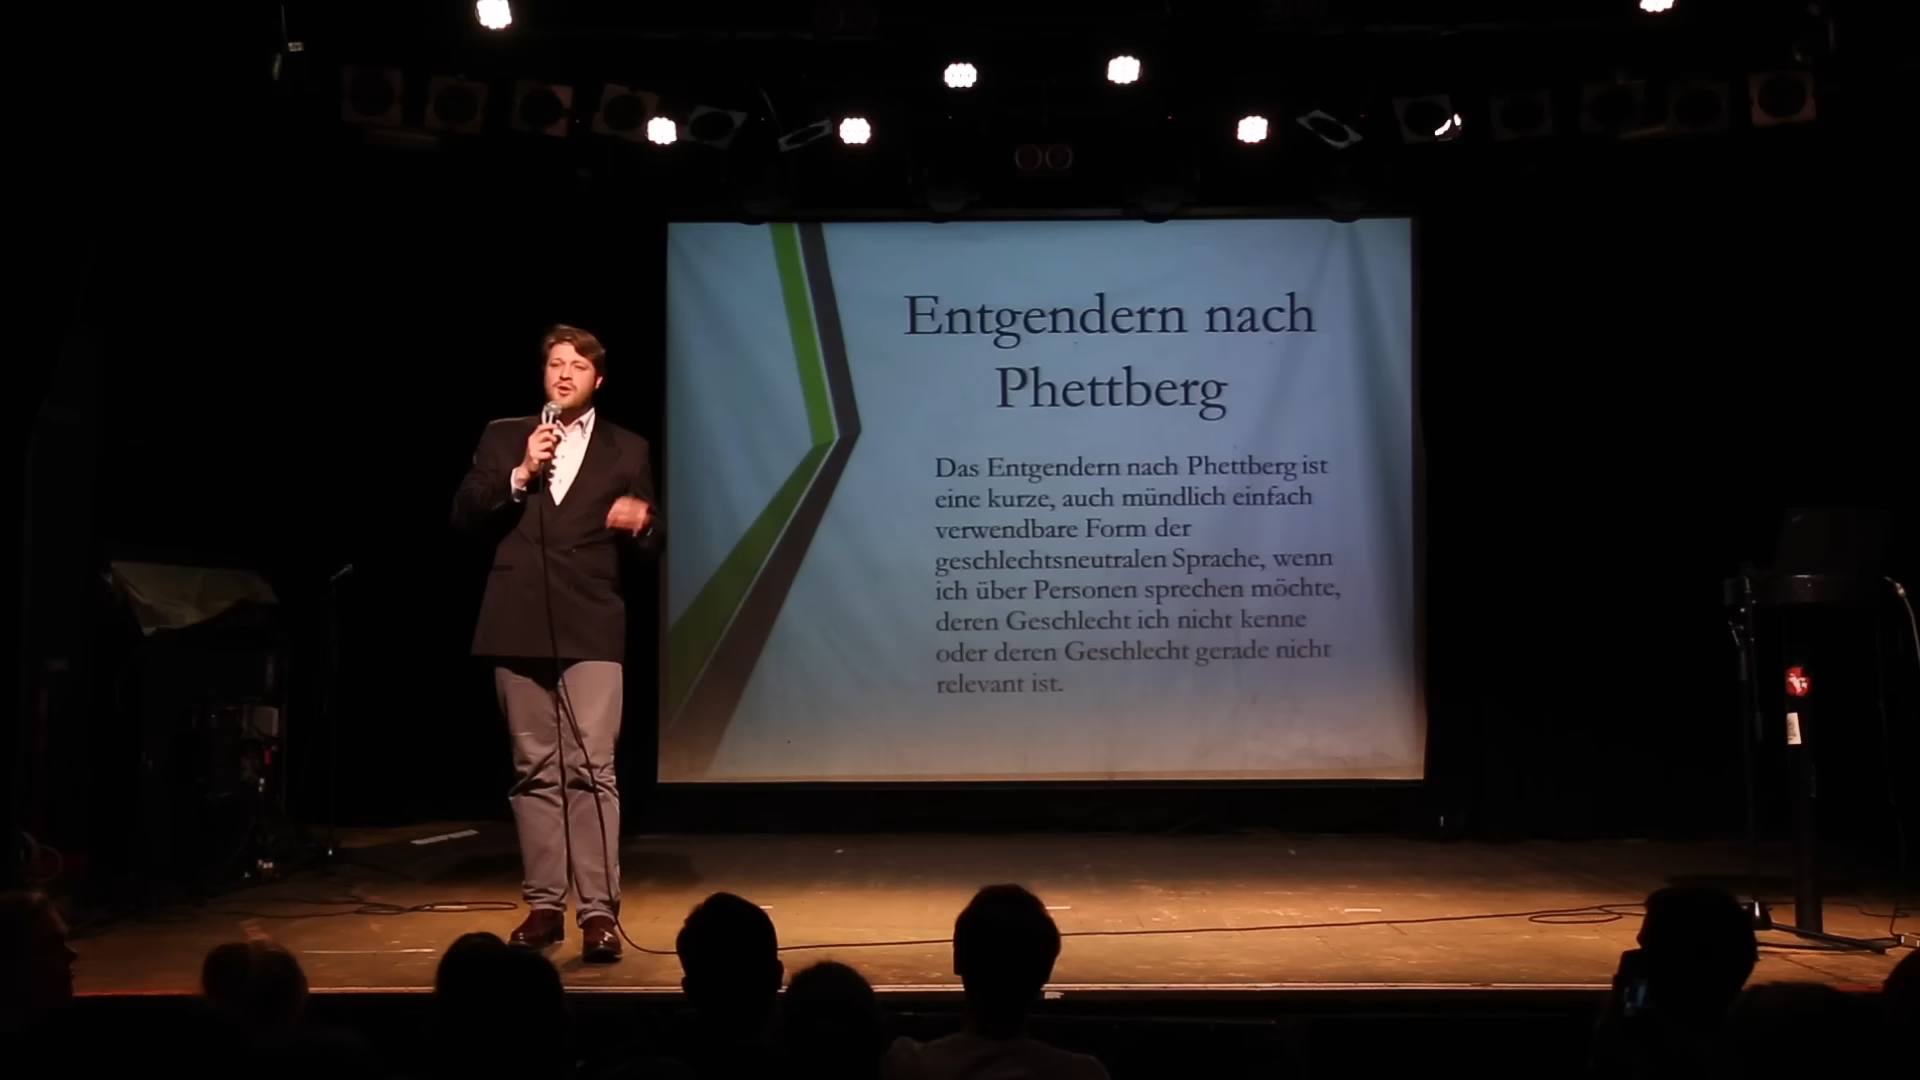 Entgendern nach
Phettberg
Das Entgendern nach Phettberg ist
eine kurze, auch mündlich einfach
verwendbare Form der
geschlechtsneutralen Sprache, wenn
ich über Personen sprechen möchte,
deren Geschlecht ich nicht kenne
oder deren Geschlecht gerade nicht
relevant ist.